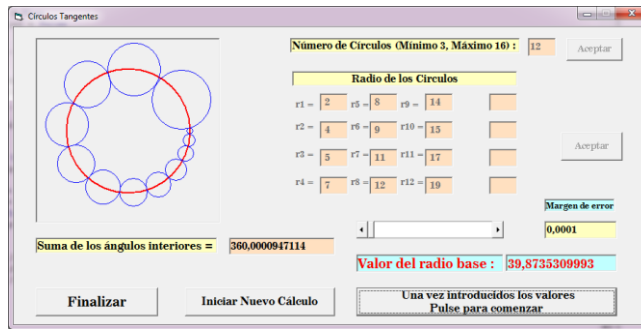 Círculos Tangentes
Número de Círculos (Mínimo 3, Máximo 16) : 12 Aceptar
Radio de los Circulos
r1 = 2 r5 = 8 r9 = 14
r2 = 4 r6 = 9 r10 = 15
r3 = 5 r7 = 11 r11 = 17
r4 = 7 r8 = 12 r12 = 19
Aceptar
Margen de error
0,0001
Suma de los ángulos interiores = 360,0000947114
Valor del radio base : 39,8735309993
Finalizar
Iniciar Nuevo Cálculo
Una vez introducídos los valores
Pulse para comenzar